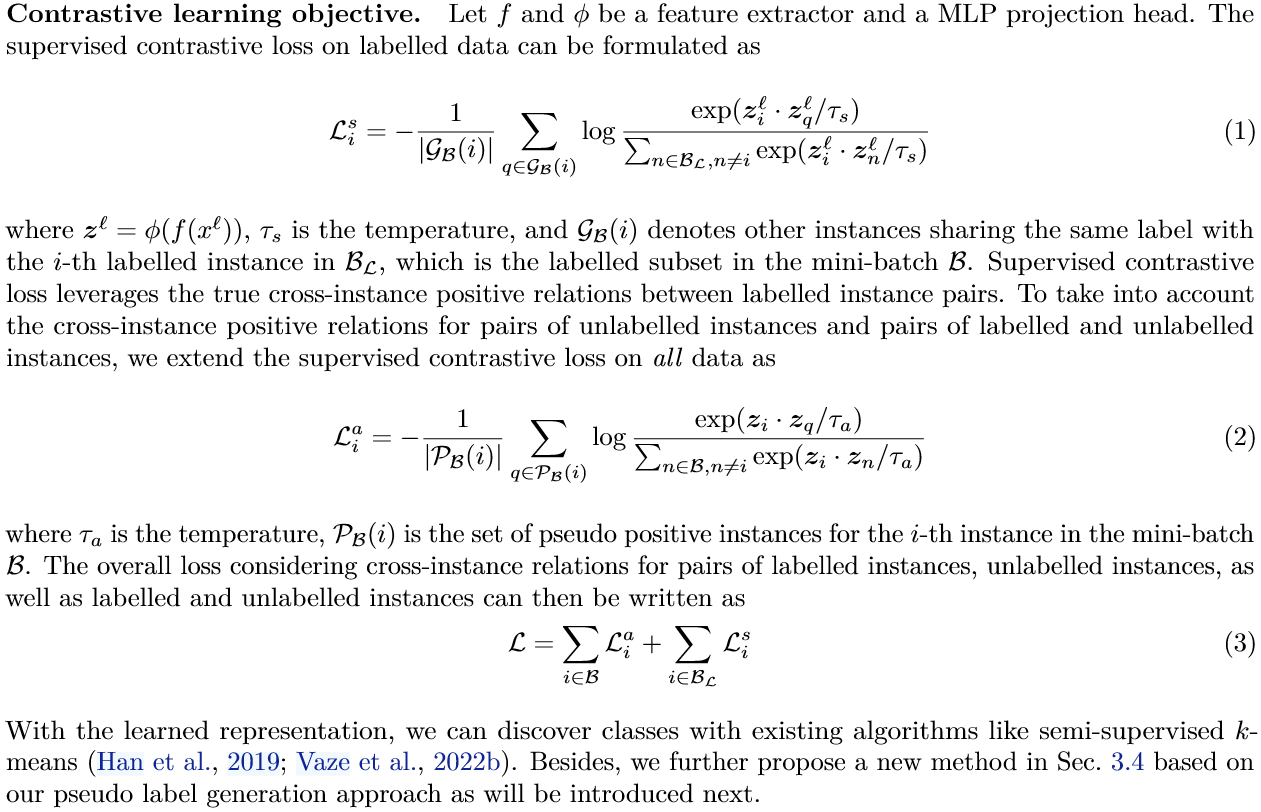 Contrastive learning objective. Let f and ϕ be a feature extractor and a MLP projection head. The
supervised contrastive loss on labelled data can be formulated as
$\mathcal{L}_i^s = -\frac{1}{|\mathcal{G}_\mathcal{B}(i)|} \sum_{q \in \mathcal{G}_\mathcal{B}(i)} \log \frac{\exp(\boldsymbol{z}_i^\ell \cdot \boldsymbol{z}_q^\ell / \tau_s)}{\sum_{n \in \mathcal{B}_\mathcal{L}, n \neq i} \exp(\boldsymbol{z}_i^\ell \cdot \boldsymbol{z}_n^\ell / \tau_s)}$ (1)
where $\boldsymbol{z}^\ell = \phi(f(x^\ell))$, $\tau_s$ is the temperature, and $\mathcal{G}_\mathcal{B}(i)$ denotes other instances sharing the same label with
the i-th labelled instance in $\mathcal{B}_\mathcal{L}$, which is the labelled subset in the mini-batch $\mathcal{B}$. Supervised contrastive
loss leverages the true cross-instance positive relations between labelled instance pairs. To take into account
the cross-instance positive relations for pairs of unlabelled instances and pairs of labelled and unlabelled
instances, we extend the supervised contrastive loss on all data as
$\mathcal{L}_i^a = -\frac{1}{|\mathcal{P}_\mathcal{B}(i)|} \sum_{q \in \mathcal{P}_\mathcal{B}(i)} \log \frac{\exp(\boldsymbol{z}_i \cdot \boldsymbol{z}_q / \tau_a)}{\sum_{n \in \mathcal{B}, n \neq i} \exp(\boldsymbol{z}_i \cdot \boldsymbol{z}_n / \tau_a)}$ (2)
where $\tau_a$ is the temperature, $\mathcal{P}_\mathcal{B}(i)$ is the set of pseudo positive instances for the i-th instance in the mini-batch
$\mathcal{B}$. The overall loss considering cross-instance relations for pairs of labelled instances, unlabelled instances, as
well as labelled and unlabelled instances can then be written as
$\mathcal{L} = \sum_{i \in \mathcal{B}} \mathcal{L}_i^a + \sum_{i \in \mathcal{B}_\mathcal{L}} \mathcal{L}_i^s$ (3)
With the learned representation, we can discover classes with existing algorithms like semi-supervised k-
means (Han et al., 2019; Vaze et al., 2022b). Besides, we further propose a new method in Sec. 3.4 based on
our pseudo label generation approach as will be introduced next.